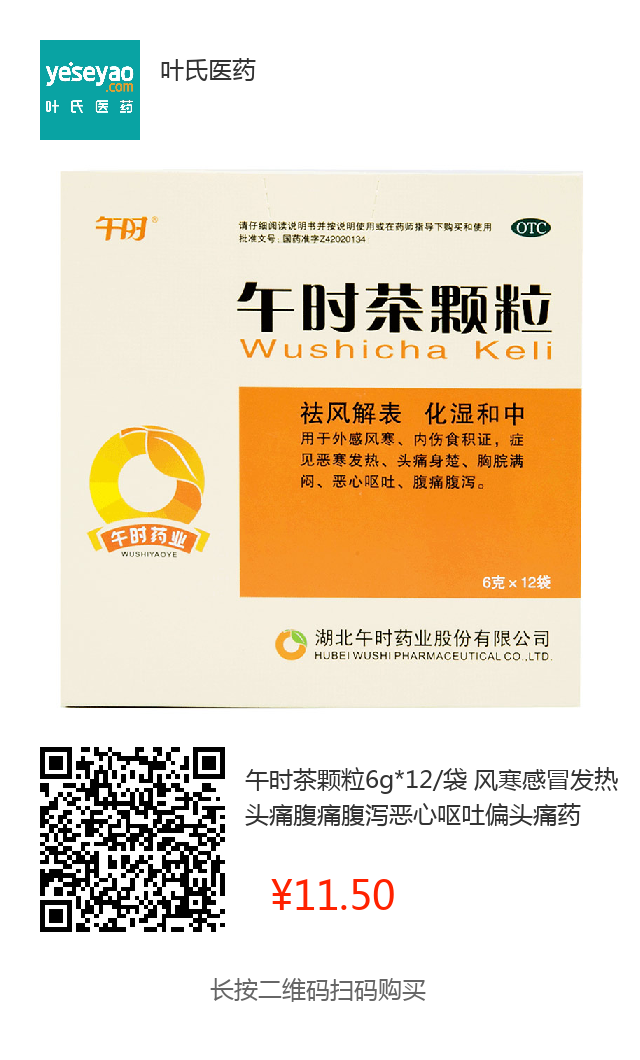 yeseyao
.com
叶氏医药
叶氏医药
午时®
请仔细阅读说明书并按说明使用或在药师指导下购买和使用
批准文号：国药准字Z42020134
OTC
午时茶颗粒
Wushicha Keli
祛风解表 化湿和中
用于外感风寒、内伤食积证，症
见恶寒发热、头痛身楚、胸脘满
闷、恶心呕吐、腹痛腹泻。
午时药业
WUSHIYAOYE
6克×12袋
湖北午时药业股份有限公司
HUBEI WUSHI PHARMACEUTICAL CO.,LTD.
午时茶颗粒6g*12/袋 风寒感冒发热
头痛腹痛腹泻恶心呕吐偏头痛药
¥11.50
长按二维码扫码购买